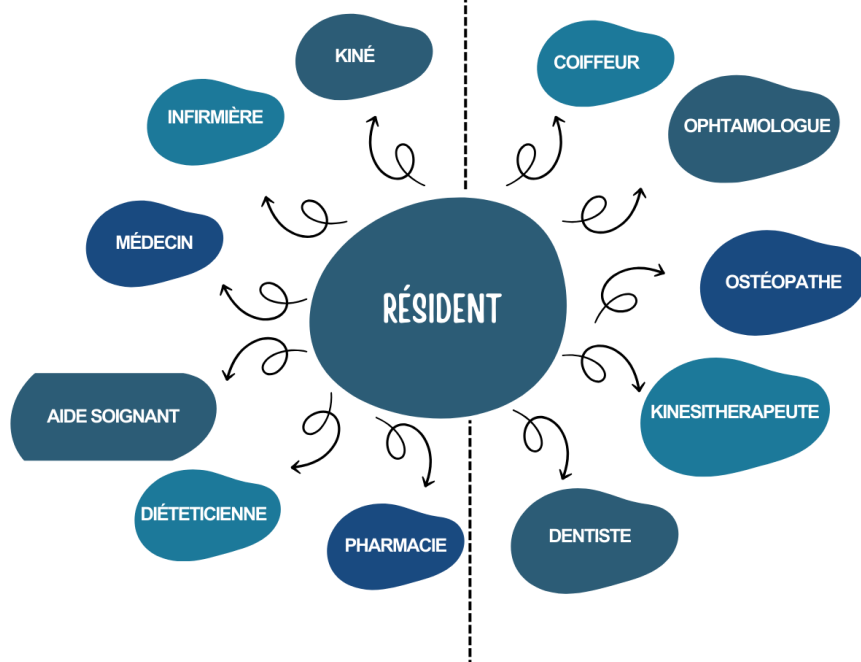 KINÉ
COIFFEUR
INFIRMIÈRE
OPHTAMOLOGUE
MÉDECIN
OSTÉOPATHE
RÉSIDENT
AIDE SOIGNANT
KINESITHERAPEUTE
DIÉTETICIENNE
PHARMACIE
DENTISTE